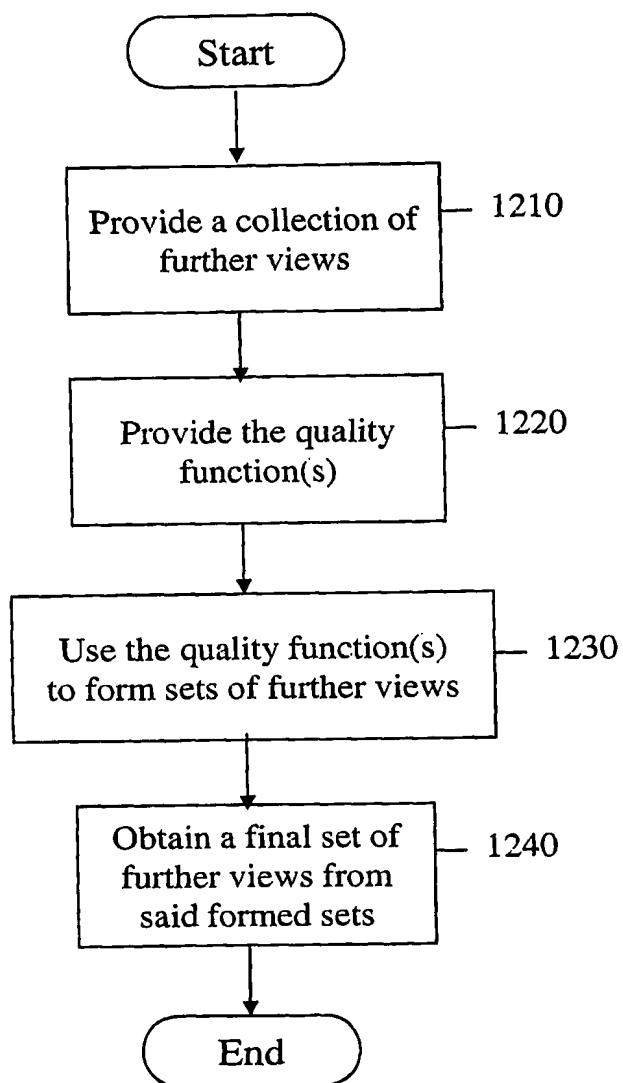 Start
Provide a collection of
further views
1210
Provide the quality
function(s)
1220
Use the quality function(s)
to form sets of further views
1230
Obtain a final set of
further views from
said formed sets
1240
End